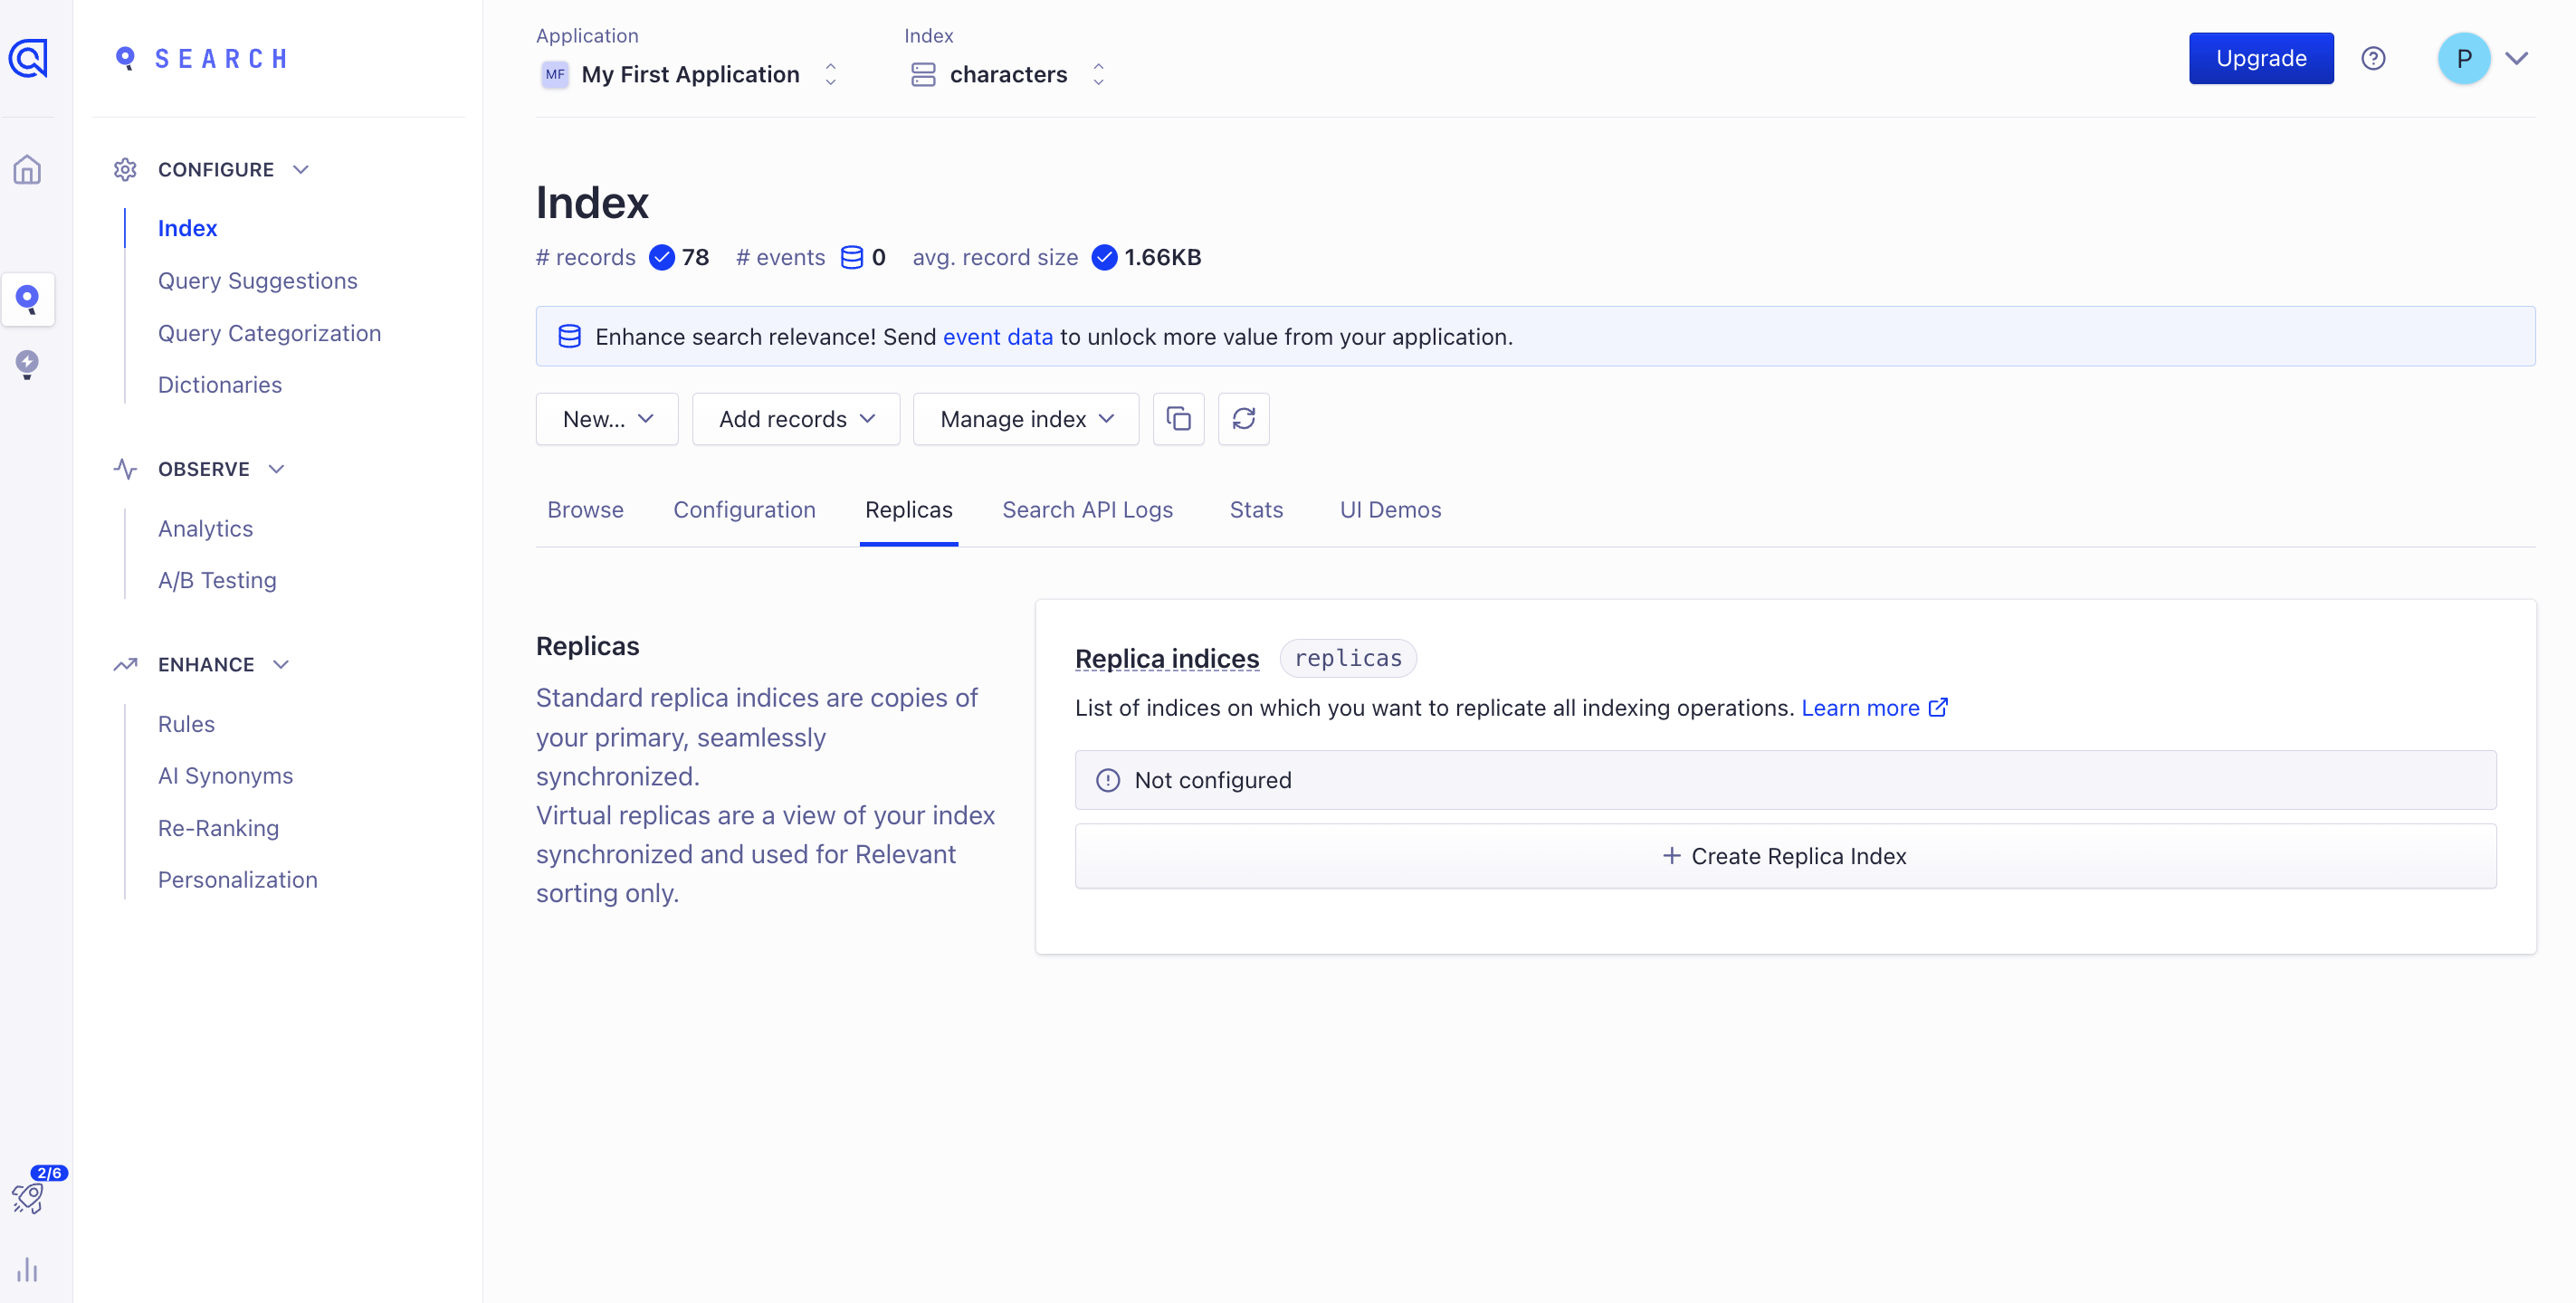 SEARCH
CONFIGURE
Index
Query Suggestions
Query Categorization
Dictionaries
OBSERVE
Analytics
A/B Testing
ENHANCE
Rules
AI Synonyms
Re-Ranking
Personalization
2/6
Application
MF My First Application
Index
characters
Upgrade
P
Index
# records 78 # events 0 avg. record size 1.66KB
Enhance search relevance! Send event data to unlock more value from your application.
New... Add records Manage index
Browse Configuration Replicas Search API Logs Stats UI Demos
Replicas
Standard replica indices are copies of
your primary, seamlessly
synchronized.
Virtual replicas are a view of your index
synchronized and used for Relevant
sorting only.
Replica indices replicas
List of indices on which you want to replicate all indexing operations. Learn more
Not configured
+ Create Replica Index